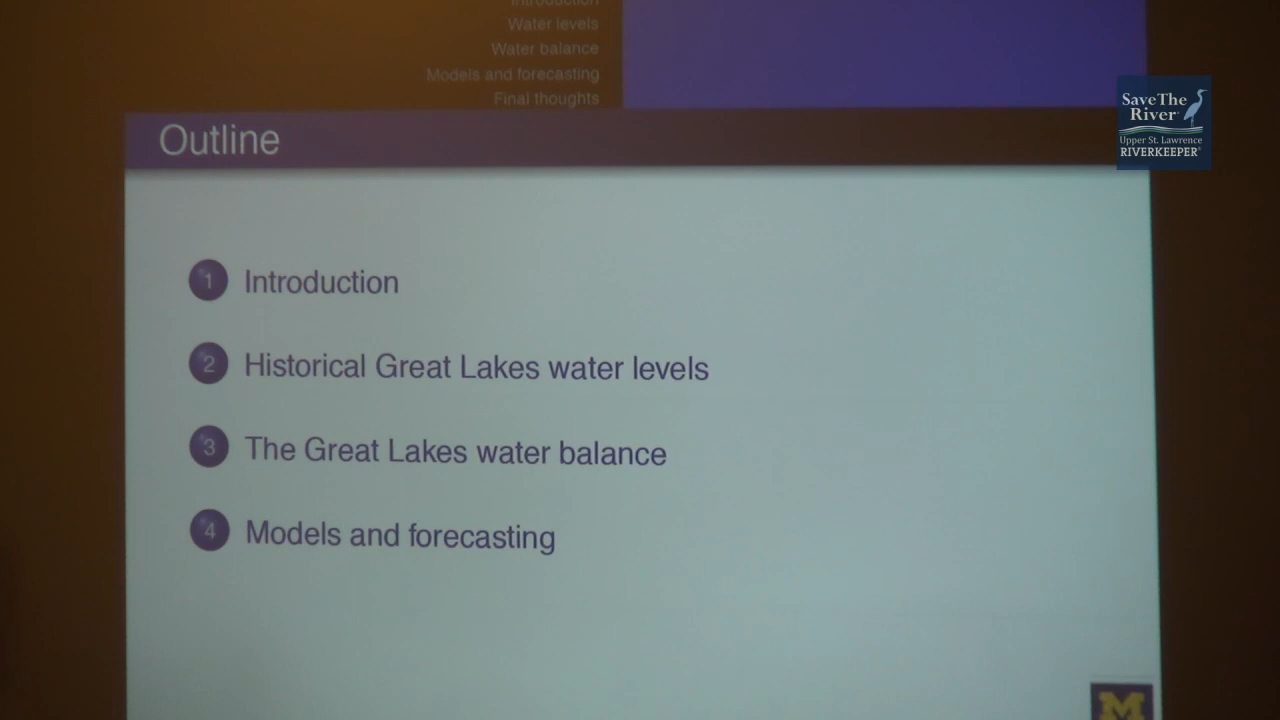 Introduction
Water levels
Water balance
Models and forecasting
Final thoughts
Outline
Save The
River
Upper St. Lawrence
RIVERKEEPER
1 Introduction
2 Historical Great Lakes water levels
3 The Great Lakes water balance
4 Models and forecasting
M